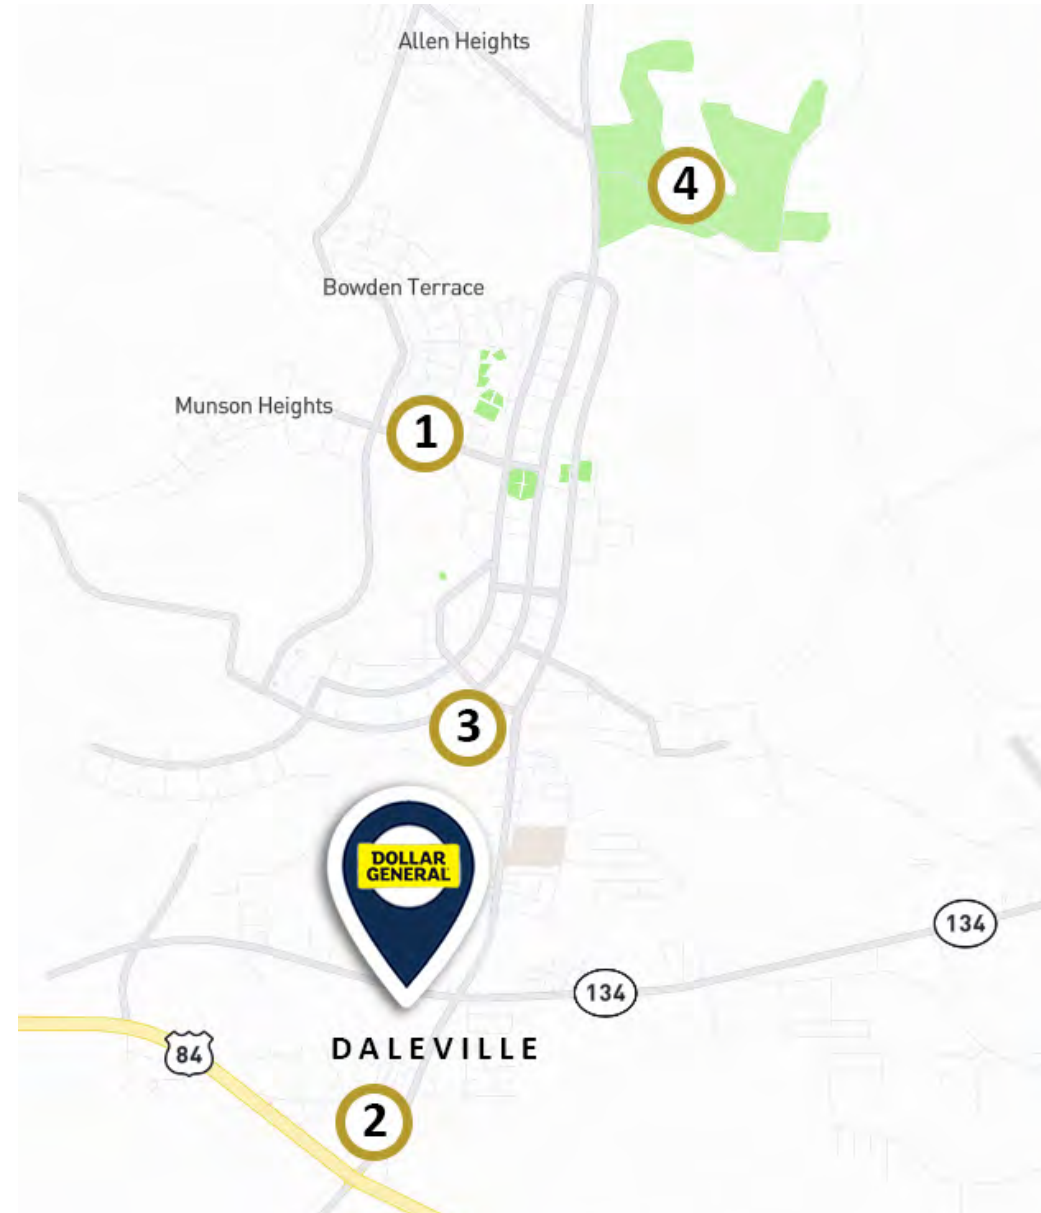 Allen Heights
4
Bowden Terrace
Munson Heights
1
3
DOLLAR
GENERAL
134
134
DALEVILLE
84
2